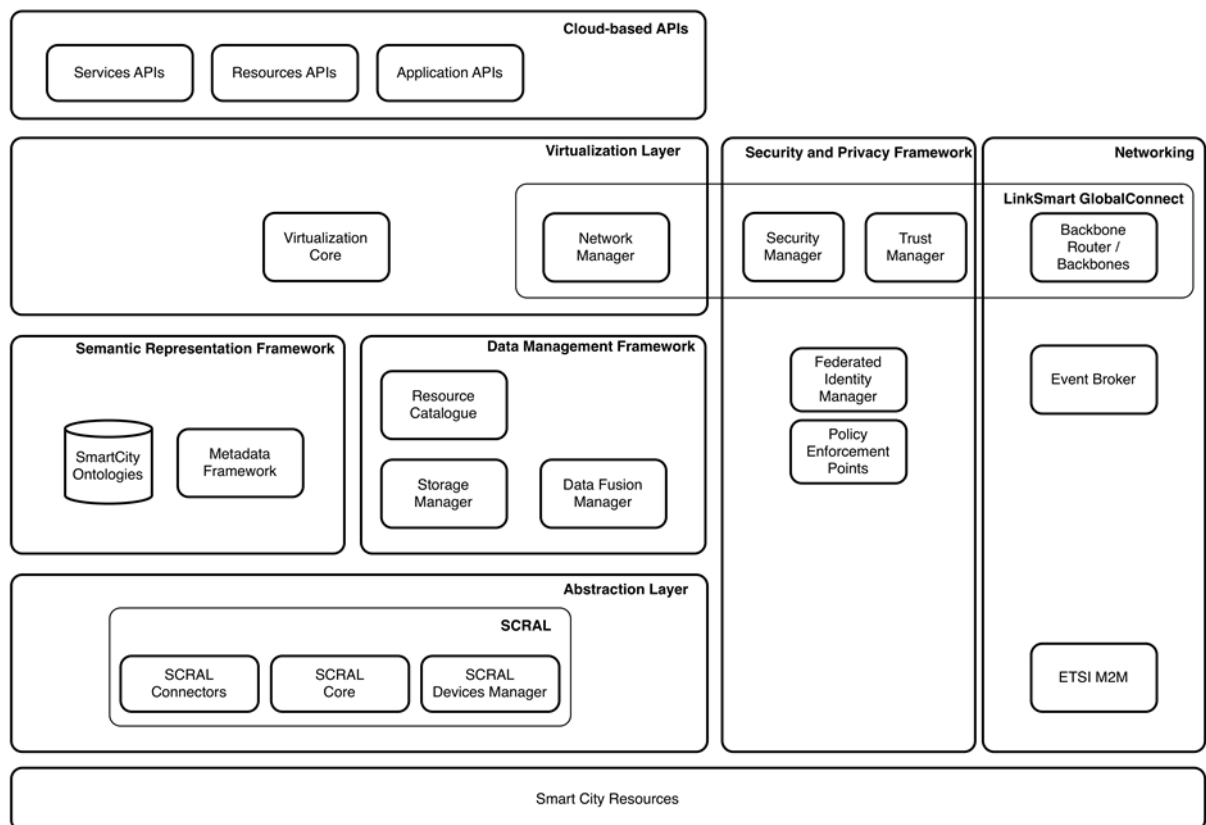 Cloud-based APIs
Services APIs
Resources APIs
Application APIs
Virtualization Layer
Virtualization
Core
Network
Manager
Security and Privacy Framework
Security
Manager
Trust
Manager
Networking
LinkSmart GlobalConnect
Backbone
Router /
Backbones
Semantic Representation Framework
SmartCity
Ontologies
Metadata
Framework
Data Management Framework
Resource
Catalogue
Storage
Manager
Data Fusion
Manager
Federated
Identity
Manager
Policy
Enforcement
Points
Event Broker
Abstraction Layer
SCRAL
SCRAL
Connectors
SCRAL
Core
SCRAL
Devices Manager
ETSI M2M
Smart City Resources